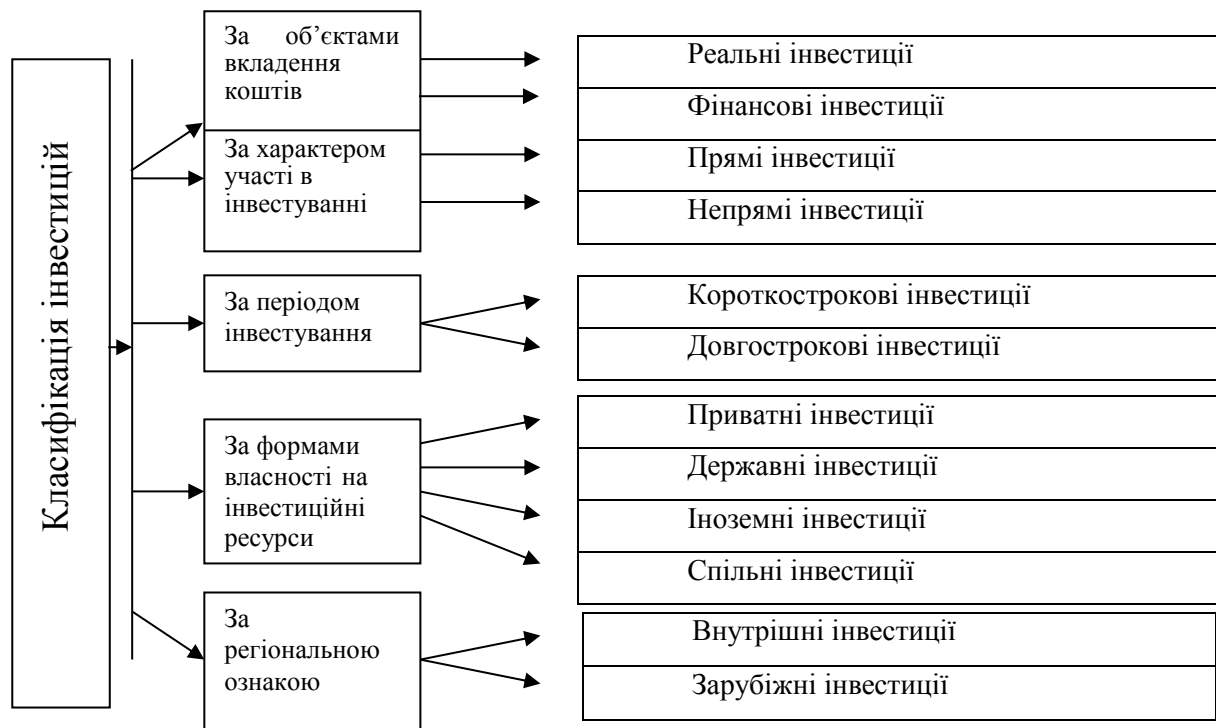 Класифікація інвестицій
За об’єктами
вкладення
коштів
Реальні інвестиції
Фінансові інвестиції
За характером
участі в
інвестуванні
Прямі інвестиції
Непрямі інвестиції
За періодом
інвестування
Короткострокові інвестиції
Довгострокові інвестиції
За формами
власності на
інвестиційні
ресурси
Приватні інвестиції
Державні інвестиції
Іноземні інвестиції
Спільні інвестиції
За
регіональною
ознакою
Внутрішні інвестиції
Зарубіжні інвестиції